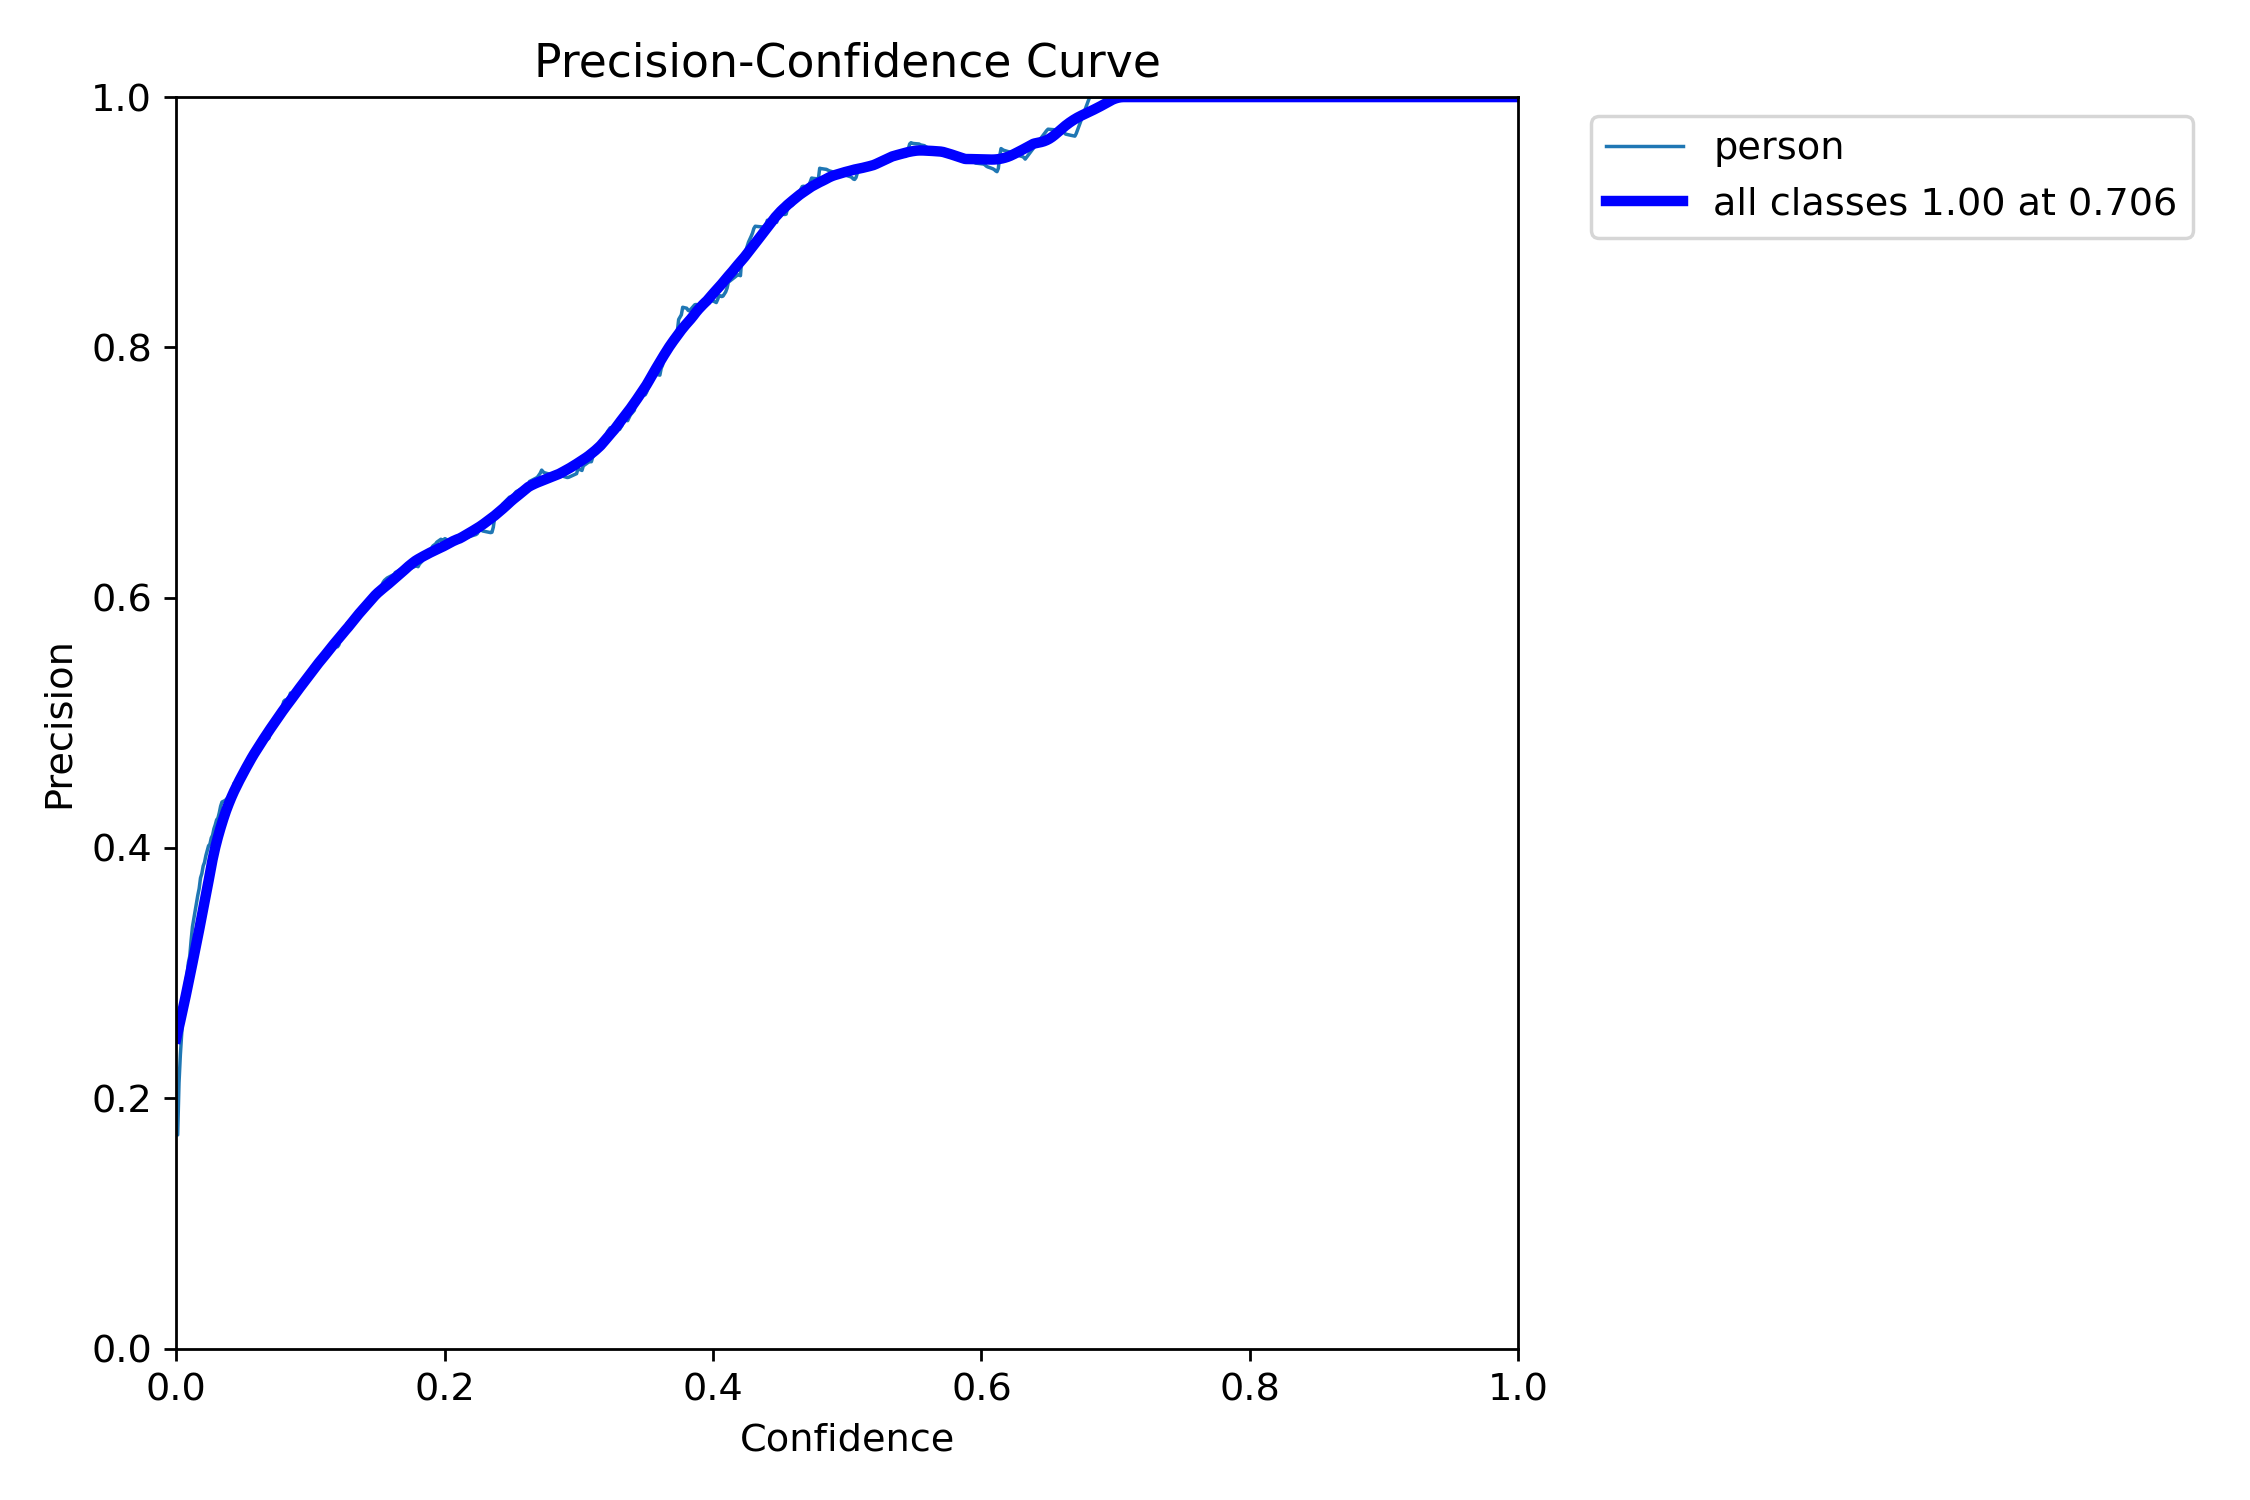 Precision-Confidence Curve
1.0
0.8
0.6
0.4
0.2
0.0
Precision
0.0 0.2 0.4 0.6 0.8 1.0
Confidence
person
all classes 1.00 at 0.706